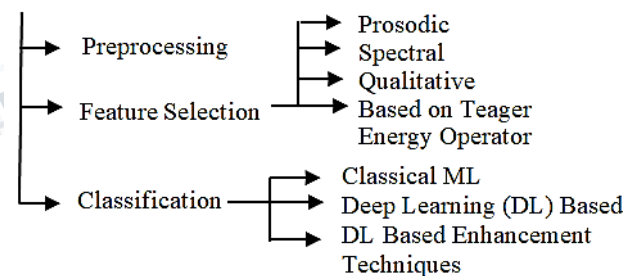 Preprocessing
Feature Selection
Prosodic
Spectral
Qualitative
Based on Teager
Energy Operator
Classification
Classical ML
Deep Learning (DL) Based
DL Based Enhancement
Techniques